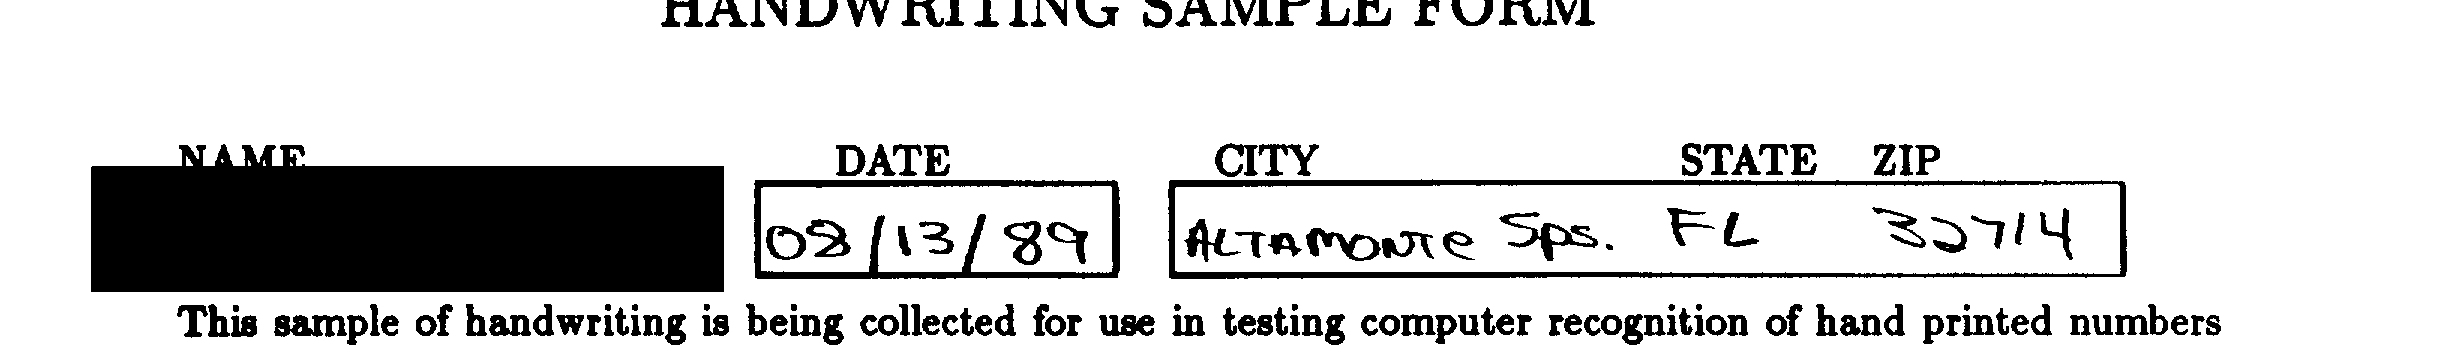 HANDWRITING SAMPLE FORM
NAME DATE CITY STATE ZIP
08/13/89 ALTAMONTE Sps. FL 32714
This sample of handwriting is being collected for use in testing computer recognition of hand printed numbers